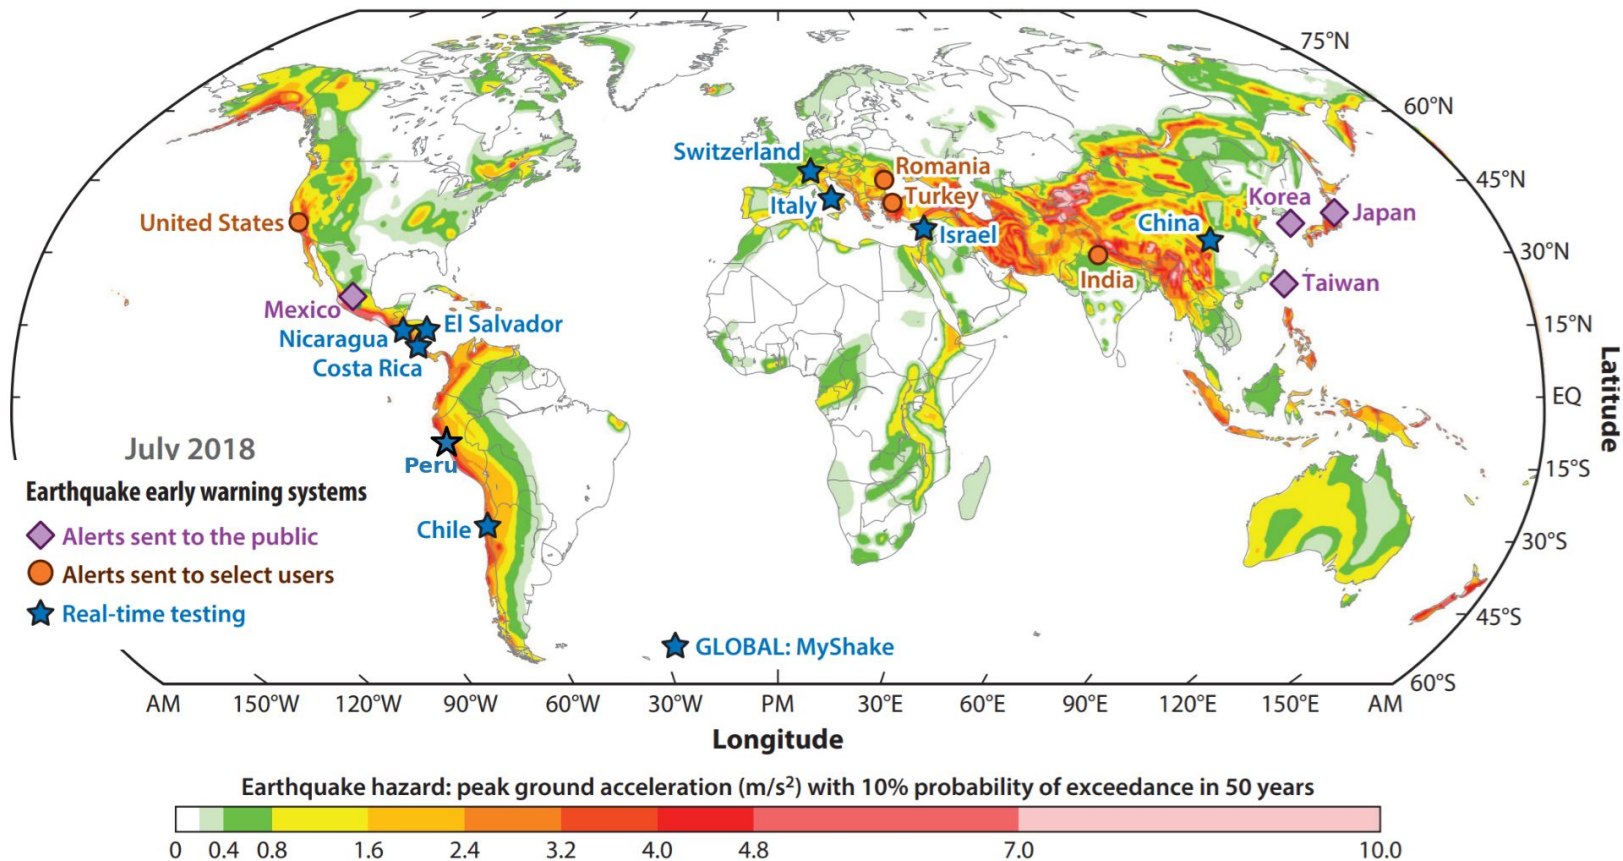 75°N
60°N
45°N
30°N
15°N
EQ
15°S
30°S
45°S
60°S
Latitude
Switzerland
Romania
Turkey
Italy
Israel
Korea
Japan
China
India
Taiwan
United States
Mexico
El Salvador
Nicaragua
Costa Rica
Peru
Chile
July 2018
Earthquake early warning systems
Alerts sent to the public
Alerts sent to select users
Real-time testing
GLOBAL: MyShake
AM 150°W 120°W 90°W 60°W 30°W PM 30°E 60°E 90°E 120°E 150°E AM
Longitude
Earthquake hazard: peak ground acceleration (m/s²) with 10% probability of exceedance in 50 years
0 0.4 0.8 1.6 2.4 3.2 4.0 4.8 7.0 10.0